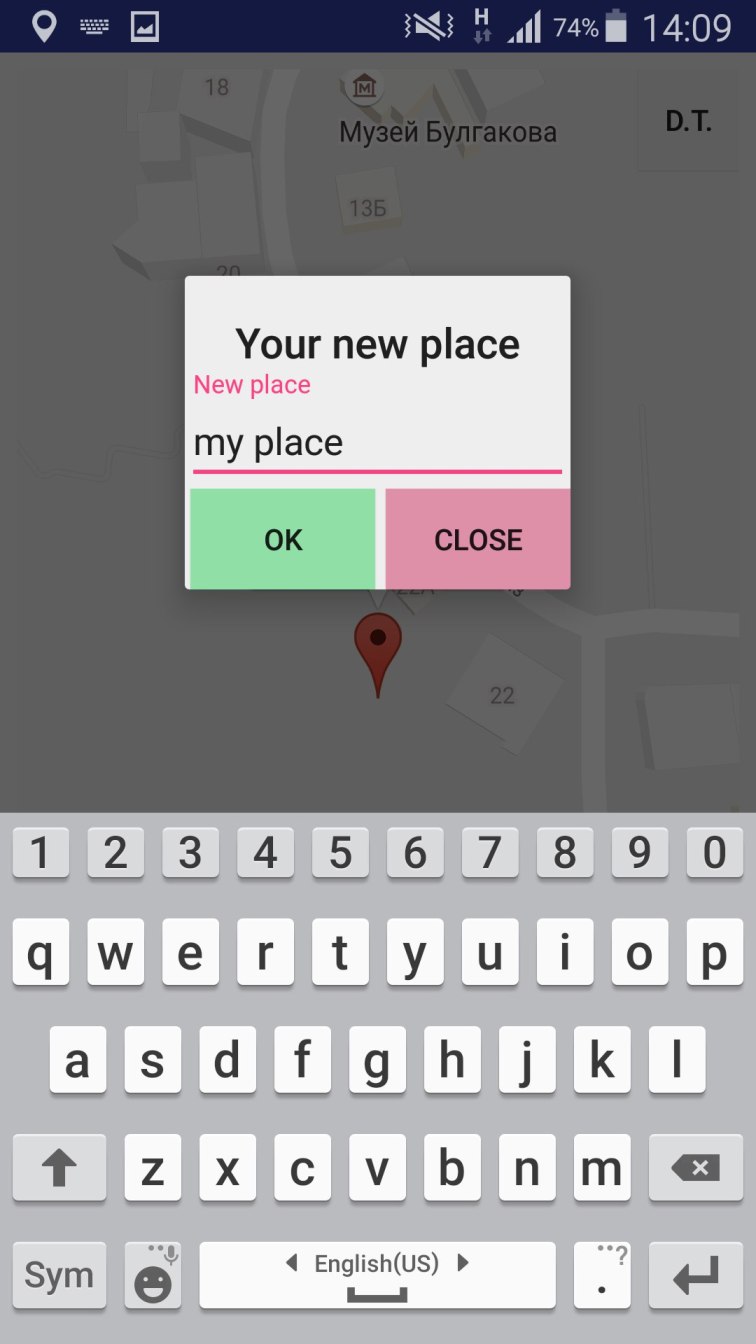 H 74% 14:09
18
M
Музей Булгакова
D.T.
13Б
20
Your new place
New place
my place
OK CLOSE
22А
22
1 2 3 4 5 6 7 8 9 0
q w e r t y u i o p
a s d f g h j k l
z x c v b n m
Sym English(US) . ?